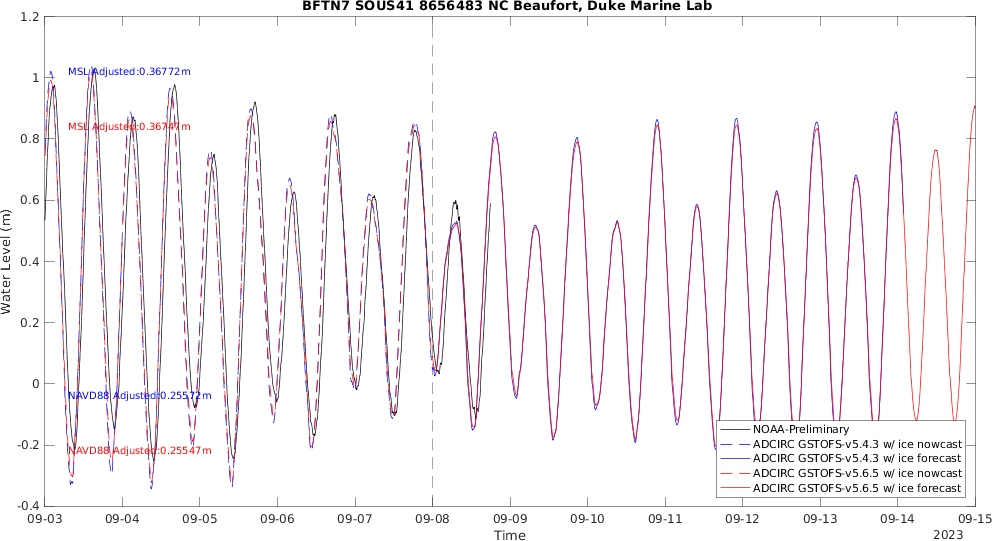 BFTN7 SOUS41 8656483 NC Beaufort, Duke Marine Lab
Water Level (m)
1.2
1
0.8
0.6
0.4
0.2
0
-0.2
-0.4
MSL Adjusted:0.36772m
MSL Adjusted:0.36747m
NAVD88 Adjusted:0.25572m
NAVD88 Adjusted:0.25547m
NOAA-Preliminary
ADCIRC GSTOFS-v5.4.3 w/ ice nowcast
ADCIRC GSTOFS-v5.4.3 w/ ice forecast
ADCIRC GSTOFS-v5.6.5 w/ ice nowcast
ADCIRC GSTOFS-v5.6.5 w/ ice forecast
09-03 09-04 09-05 09-06 09-07 09-08 09-09 09-10 09-11 09-12 09-13 09-14 09-15
Time
2023